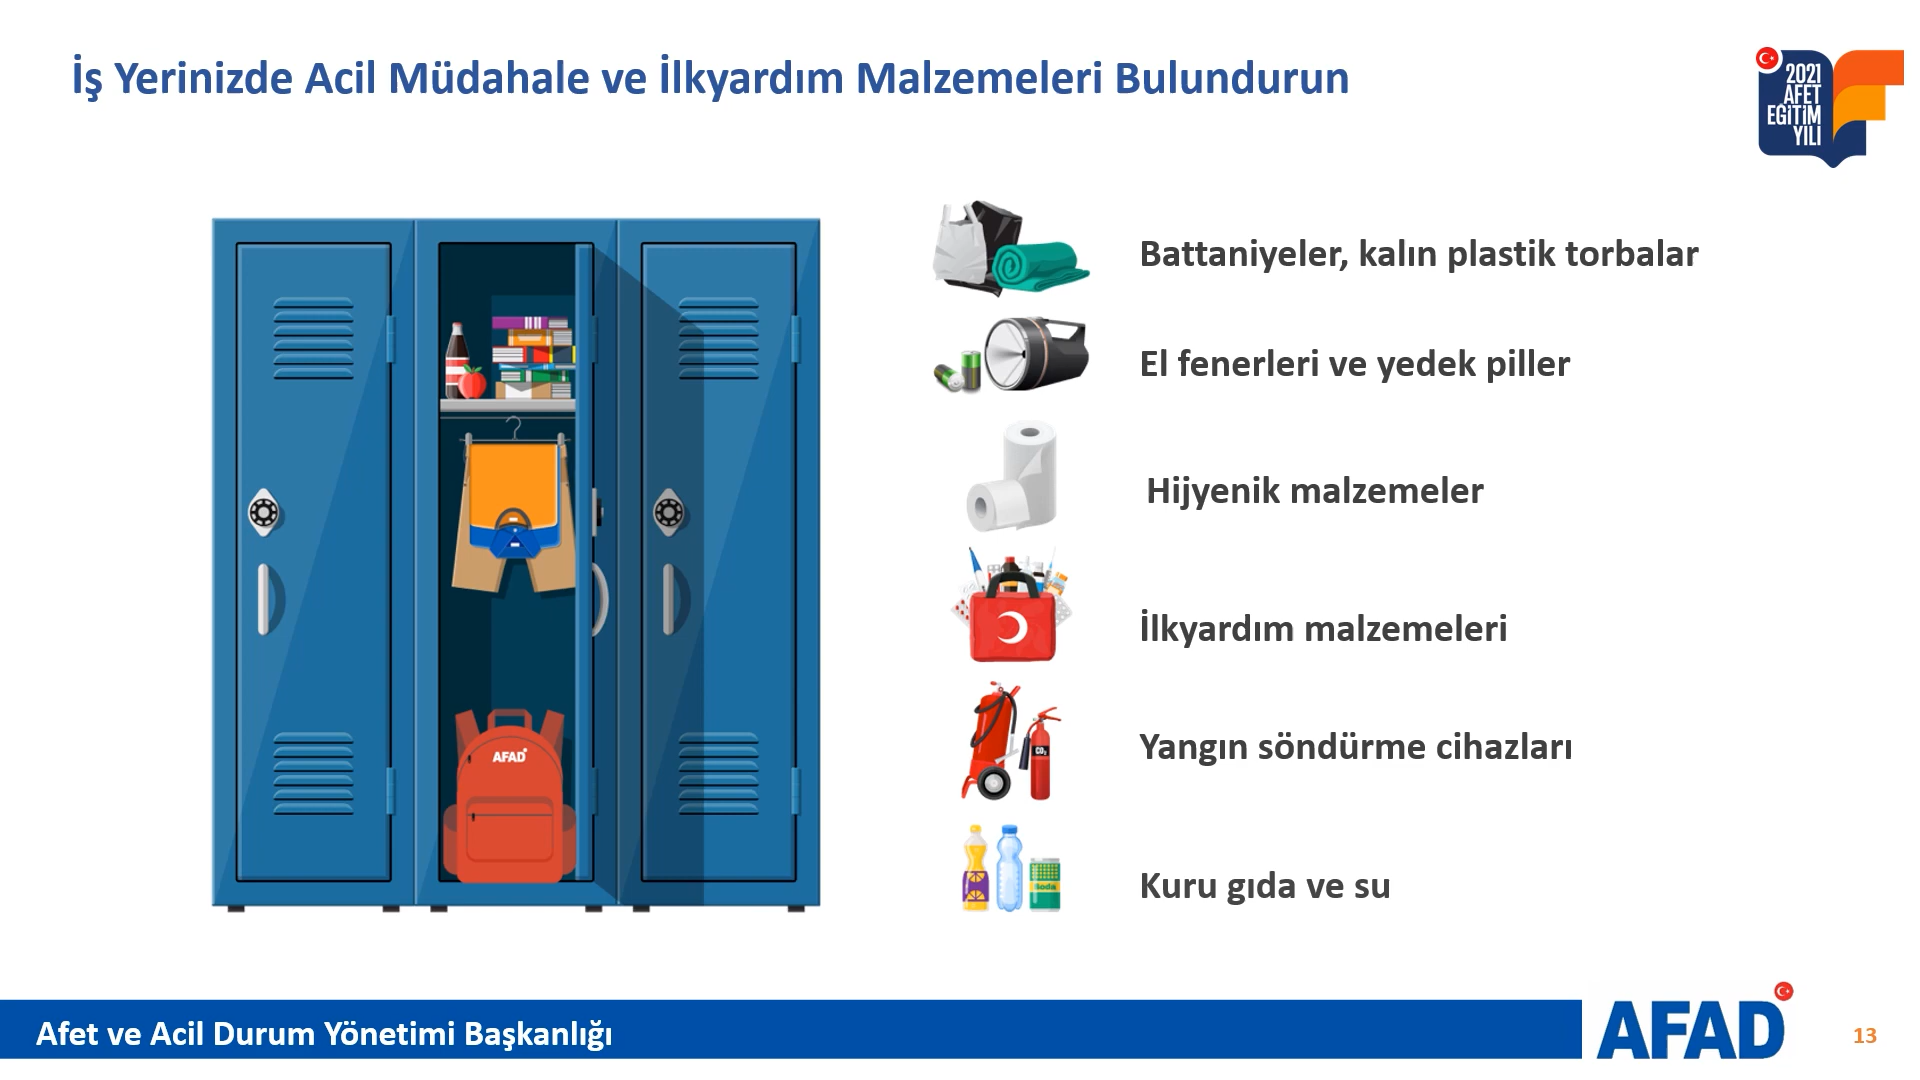 İş Yerinizde Acil Müdahale ve İlkyardım Malzemeleri Bulundurun
2021
AFET
EĞİTİM
YILI
Battaniyeler, kalın plastik torbalar
El fenerleri ve yedek piller
Hijyenik malzemeler
İlkyardım malzemeleri
AFAD
CO₂
Yangın söndürme cihazları
Soda
Kuru gıda ve su
Afet ve Acil Durum Yönetimi Başkanlığı
AFAD
13